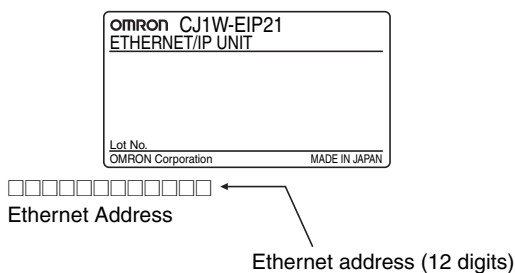 OMRON CJ1W-EIP21
ETHERNET/IP UNIT
Lot No.
OMRON Corporation MADE IN JAPAN
□□□□□□□□□□□□
Ethernet Address
Ethernet address (12 digits)